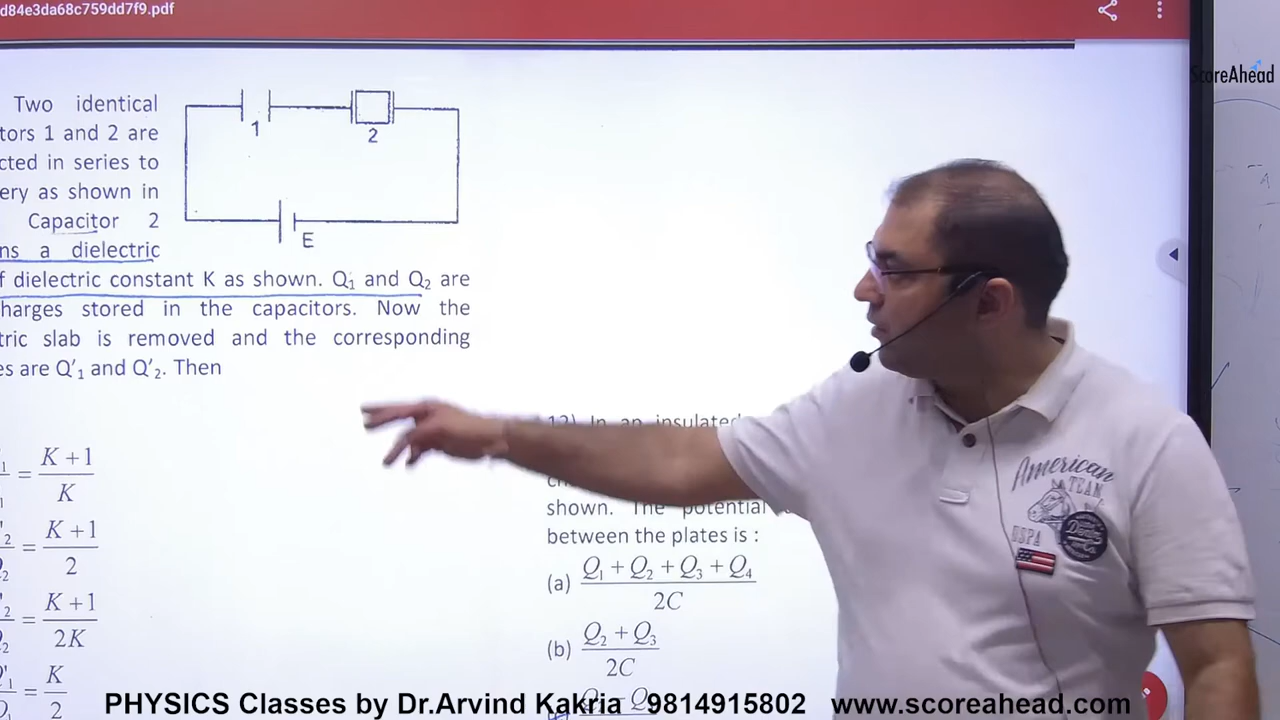 d84e3da68c759dd7f9.pdf
ScoreAhead
Two identical
tors 1 and 2 are
cted in series to
ery as shown in
Capacitor 2
ns a dielectric
f dielectric constant K as shown. Q₁ and Q₂ are
harges stored in the capacitors. Now the
tric slab is removed and the corresponding
es are Q'₁ and Q'₂. Then
1
2
E
= K + 1 / K
= K + 1 / 2
= K + 1 / 2K
= K / 2
12) In an insulated
shown. The potential
between the plates is :
(a) Q₁ + Q₂ + Q₃ + Q₄ / 2C
(b) Q₂ + Q₃ / 2C
American
TEAM
USPA
PHYSICS Classes by Dr.Arvind Kakria 9814915802 www.scoreahead.com